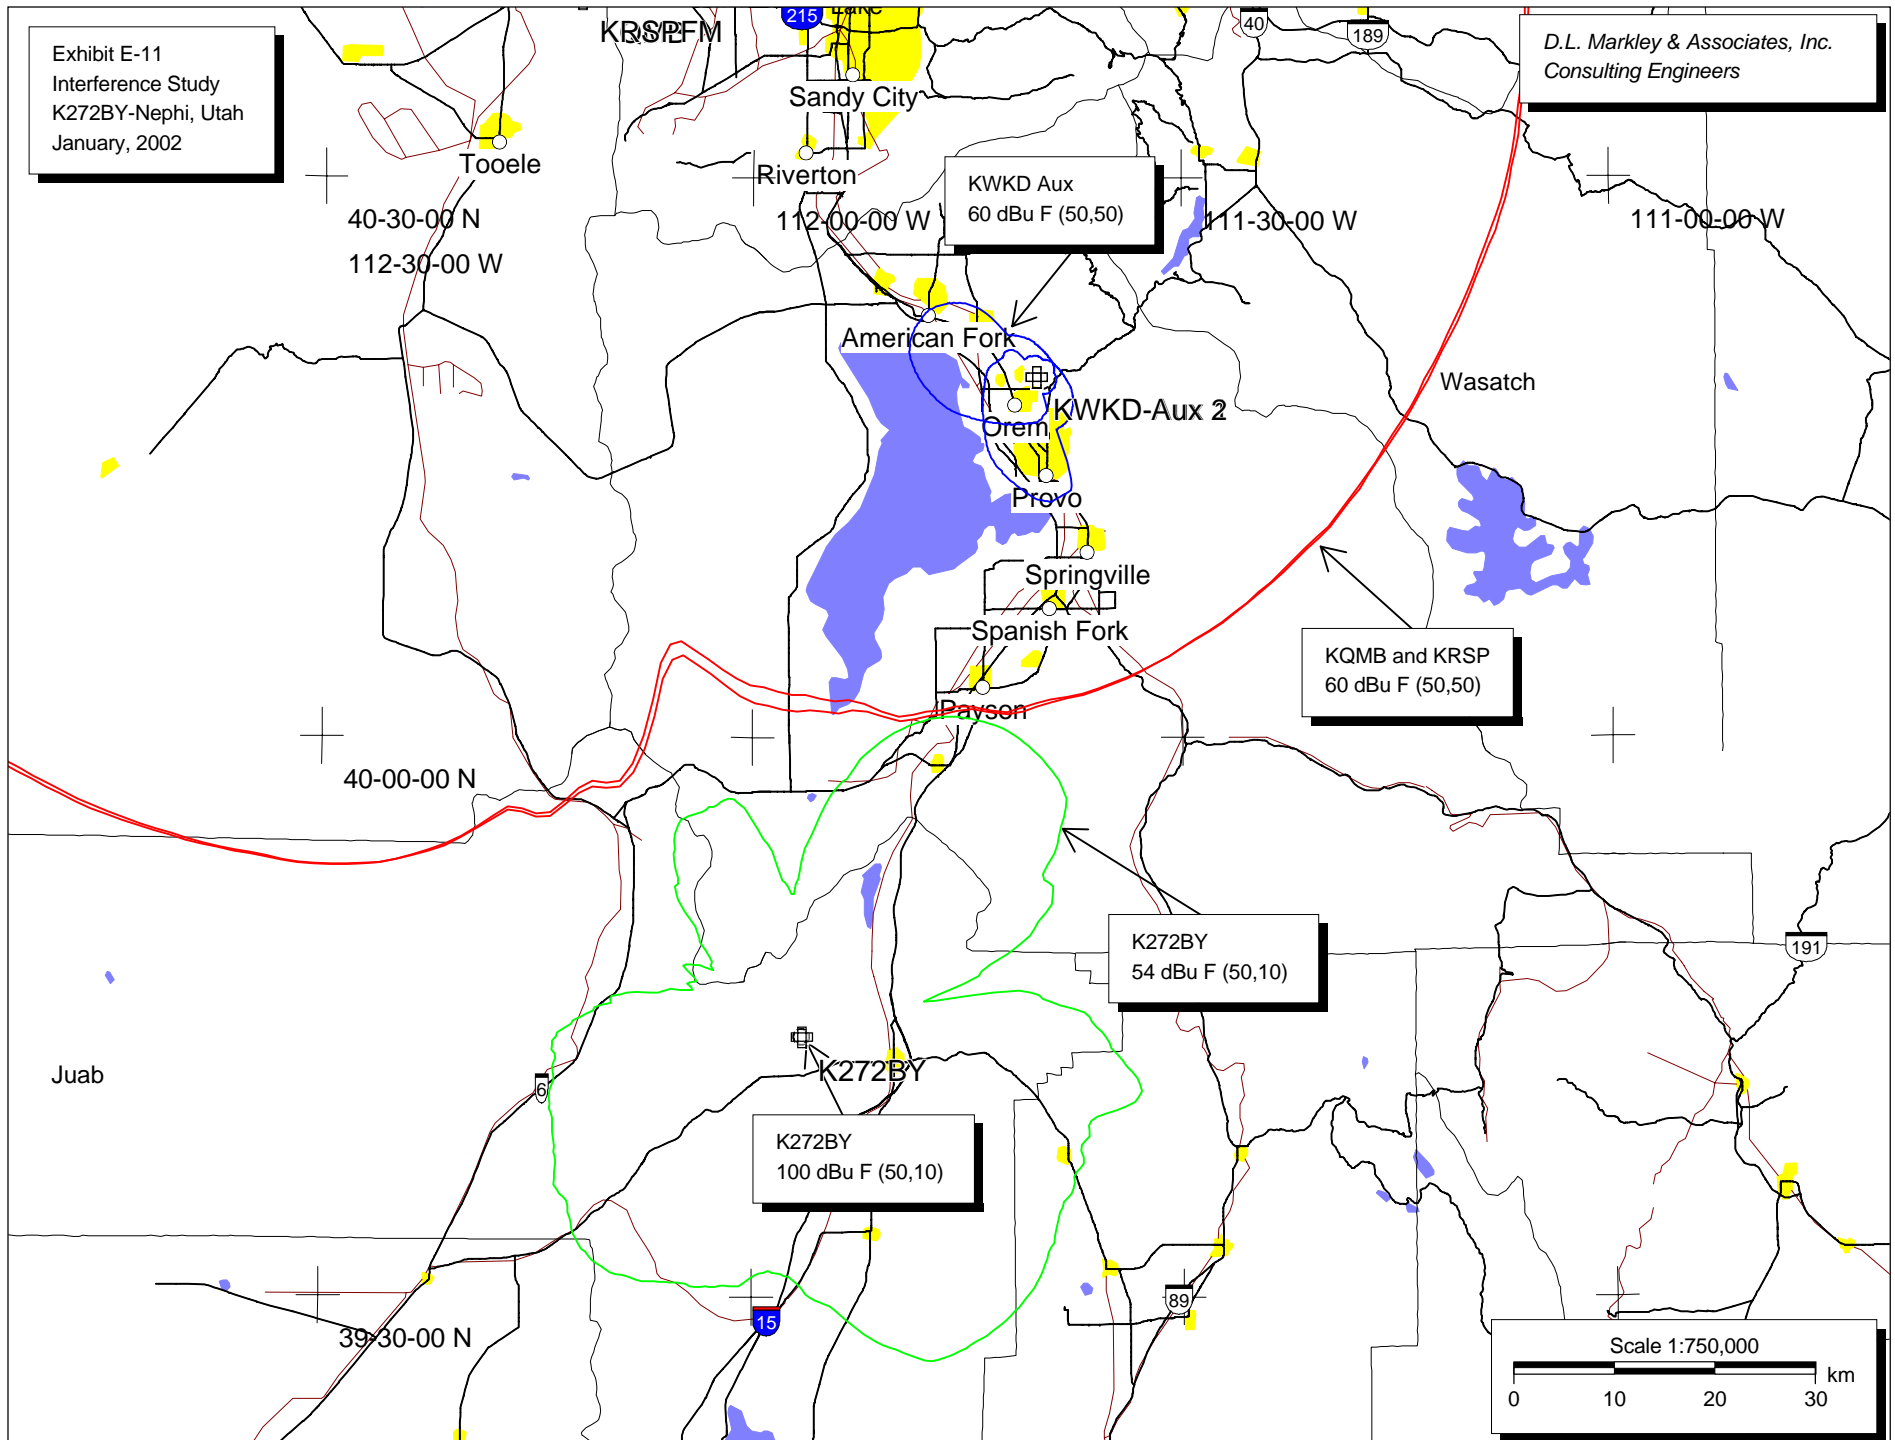 Exhibit E-11
Interference Study
K272BY-Nephi, Utah
January, 2002
215
Lake
40
189
D.L. Markley & Associates, Inc.
Consulting Engineers
Sandy City
Tooele
Riverton
KWKD Aux
60 dBu F (50,50)
40-30-00 N
112-30-00 W
112-00-00 W
111-30-00 W
111-00-00 W
American Fork
Wasatch
KWKD-Aux 2
Orem
Provo
Springville
Spanish Fork
KQMB and KRSP
60 dBu F (50,50)
Payson
40-00-00 N
K272BY
54 dBu F (50,10)
191
Juab
6
K272BY
K272BY
100 dBu F (50,10)
89
15
39-30-00 N
Scale 1:750,000
km
0 10 20 30